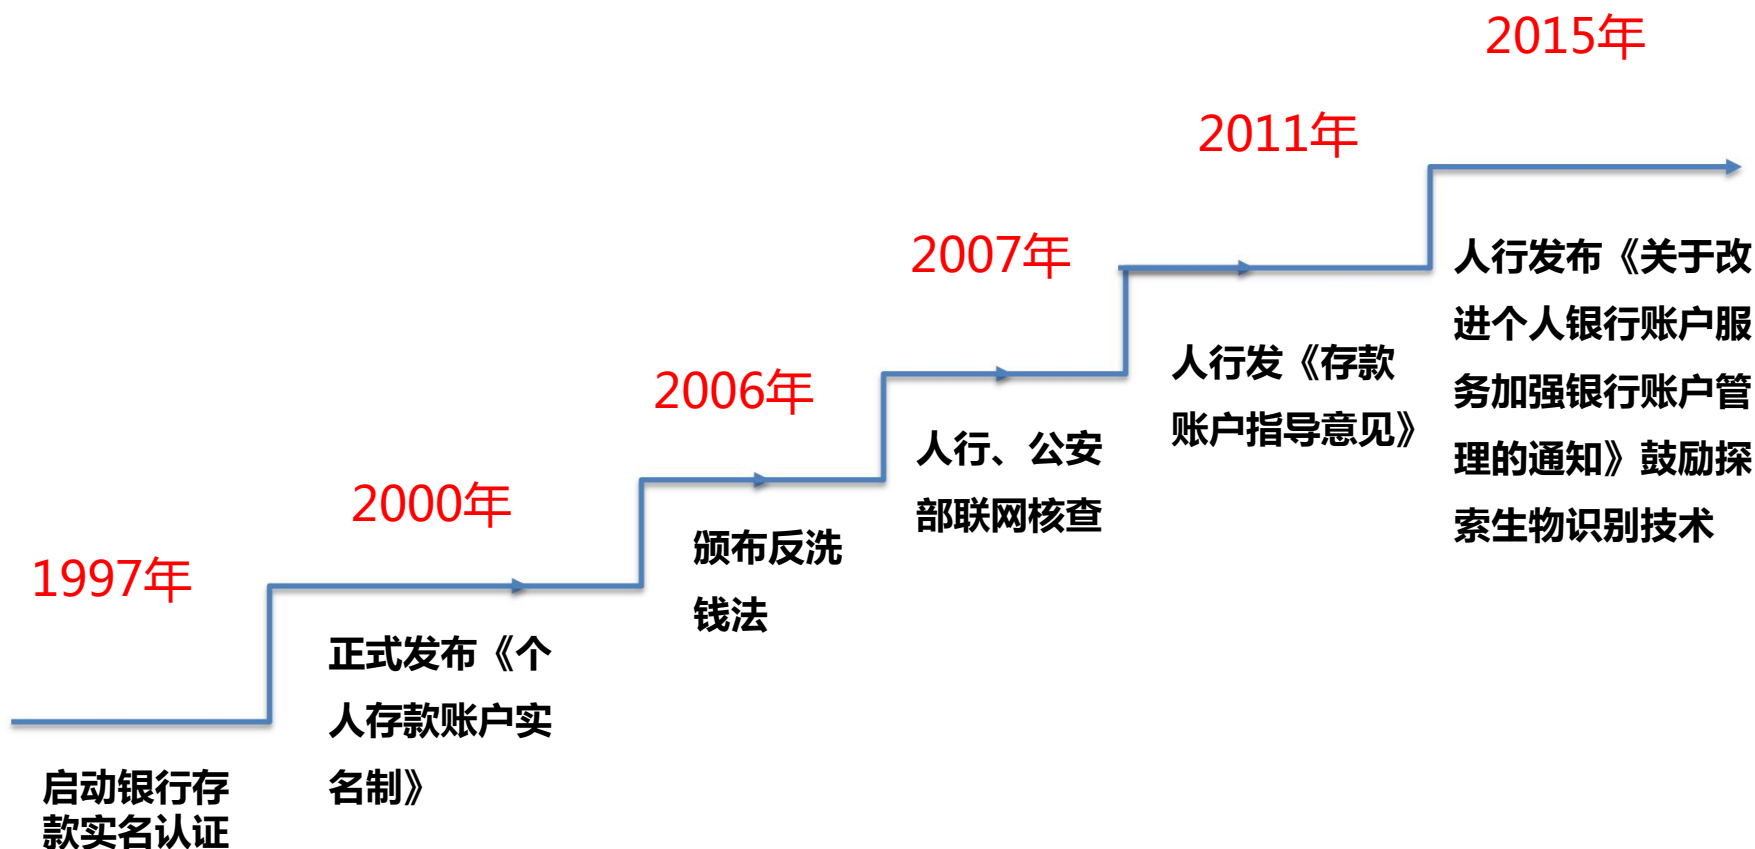 1997年
启动银行存
款实名认证
2000年
正式发布《个
人存款账户实
名制》
2006年
颁布反洗
钱法
2007年
人行、公安
部联网核查
2011年
人行发《存款
账户指导意见》
2015年
人行发布《关于改
进个人银行账户服
务加强银行账户管
理的通知》鼓励探
索生物识别技术